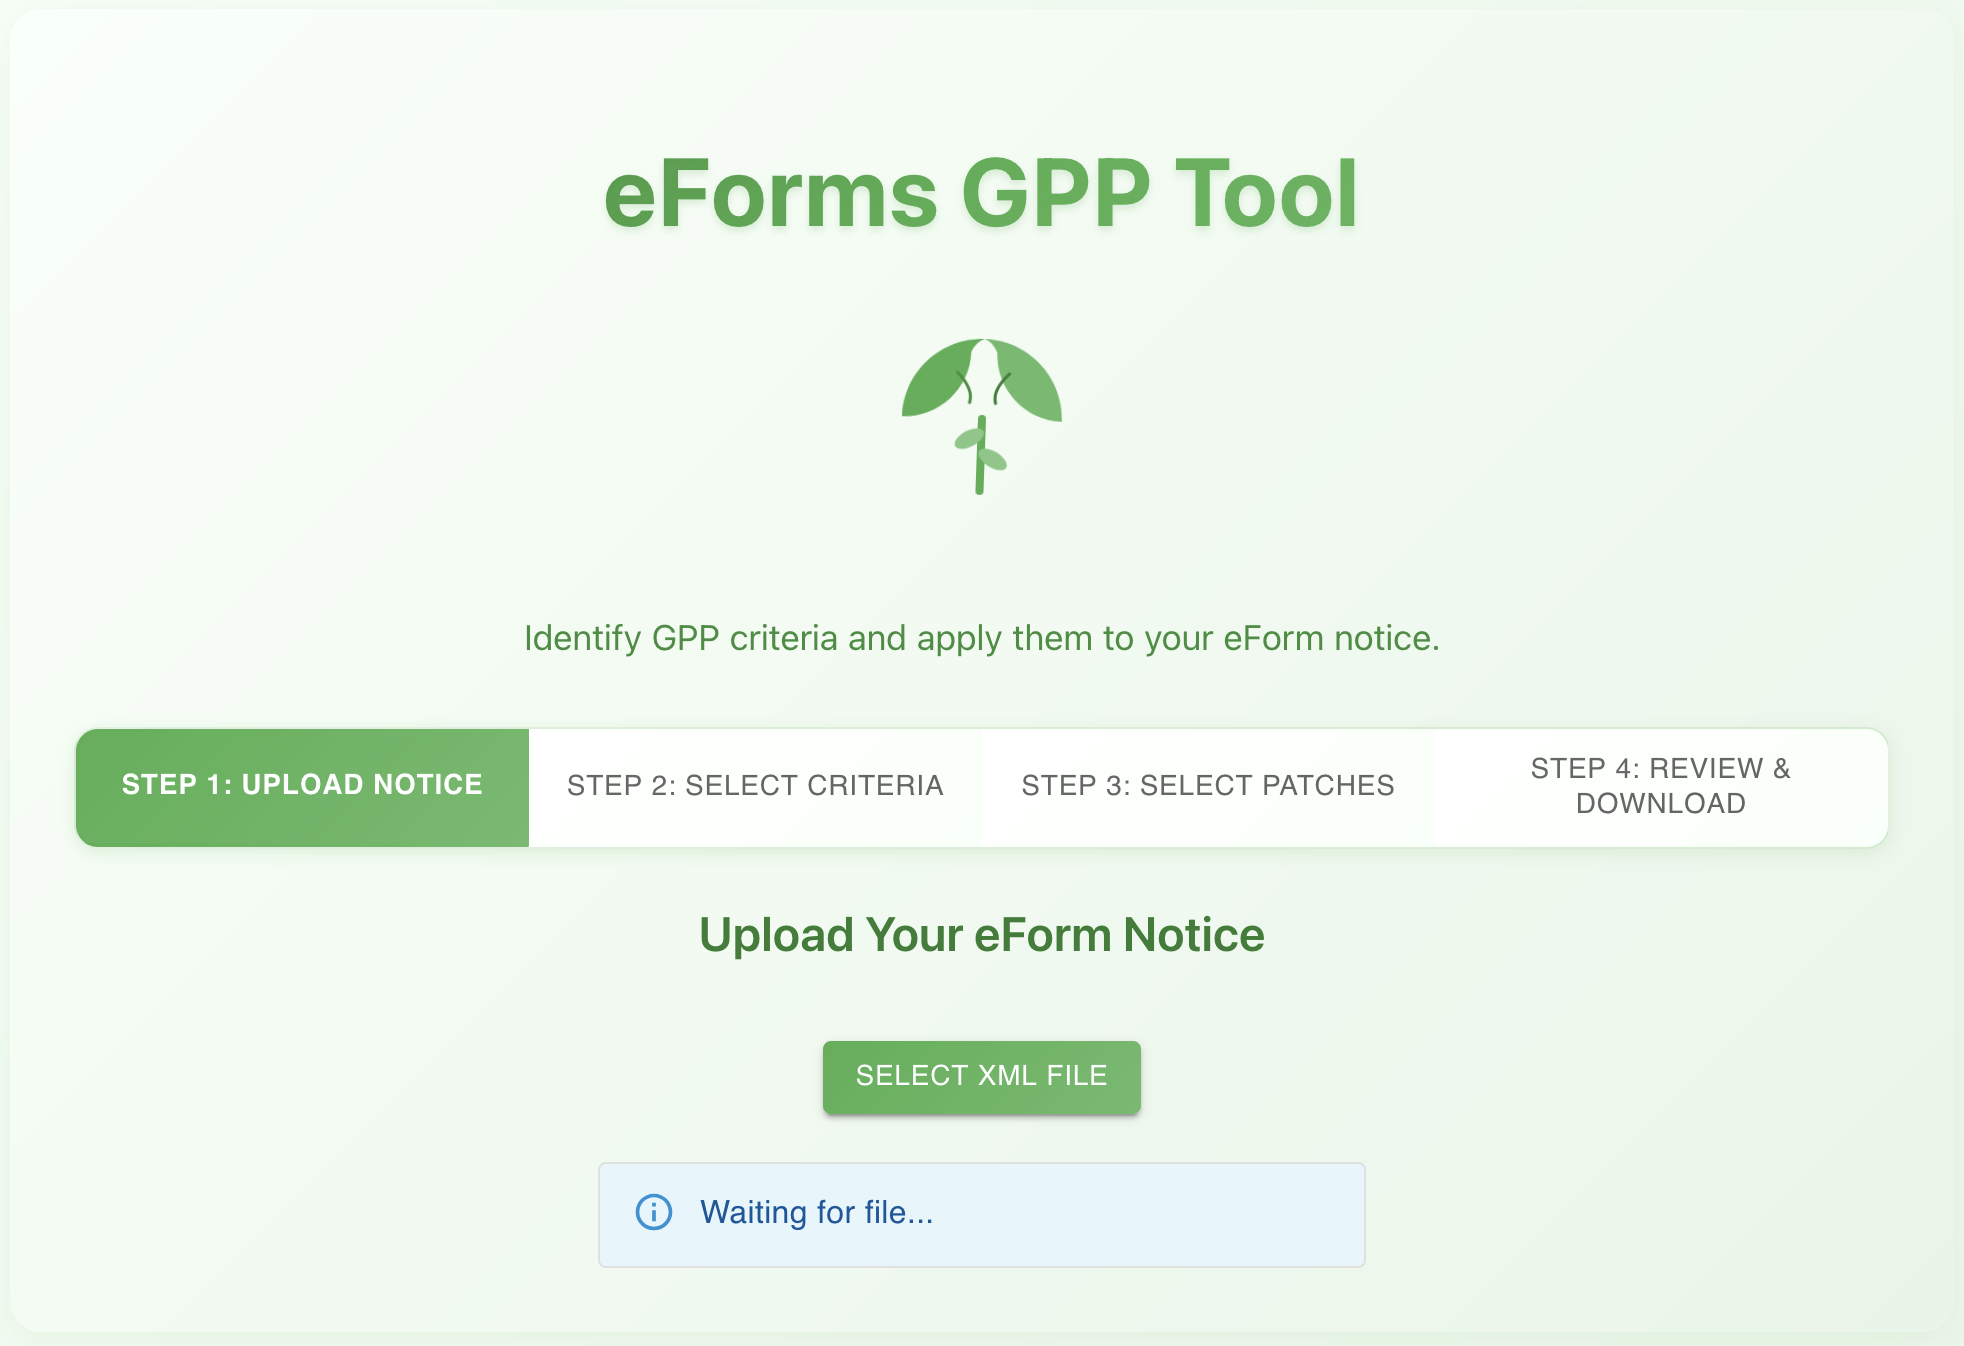 eForms GPP Tool
Identify GPP criteria and apply them to your eForm notice.
STEP 1: UPLOAD NOTICE
STEP 2: SELECT CRITERIA
STEP 3: SELECT PATCHES
STEP 4: REVIEW &
DOWNLOAD
Upload Your eForm Notice
SELECT XML FILE
Waiting for file...